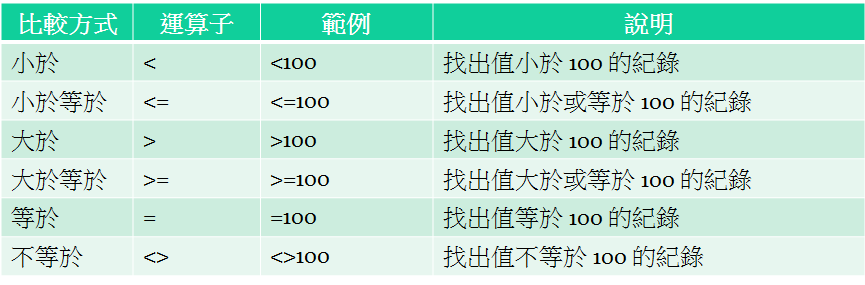 比較方式 運算子 範例 說明
小於 < <100 找出值小於 100 的紀錄
小於等於 <= <=100 找出值小於或等於 100 的紀錄
大於 > >100 找出值大於 100 的紀錄
大於等於 >= >=100 找出值大於或等於 100 的紀錄
等於 = =100 找出值等於 100 的紀錄
不等於 <> <>100 找出值不等於 100 的紀錄